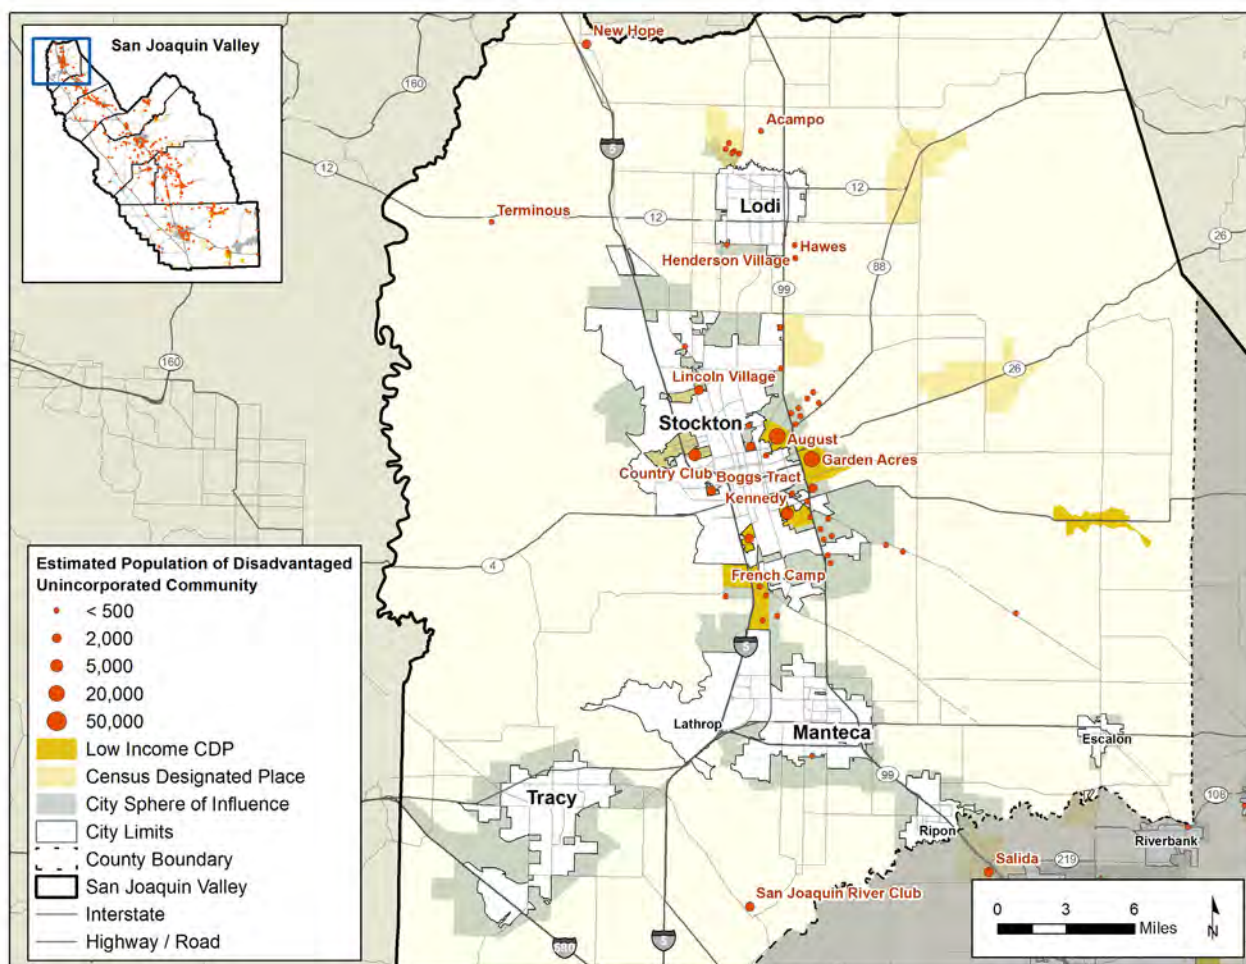 San Joaquin Valley
New Hope
160
Acampo
5
12
12
Lodi
Terminous
12
26
Hawes
Henderson Village
88
99
160
26
Lincoln Village
Stockton
August
Garden Acres
Country Club
Boggs Tract
Kennedy
4
French Camp
5
Lathrop
Manteca
Escalon
99
Tracy
108
Ripon
Riverbank
Salida
219
San Joaquin River Club
580
5
Estimated Population of Disadvantaged
Unincorporated Community
< 500
2,000
5,000
20,000
50,000
Low Income CDP
Census Designated Place
City Sphere of Influence
City Limits
County Boundary
San Joaquin Valley
Interstate
Highway / Road
0 3 6
Miles
N